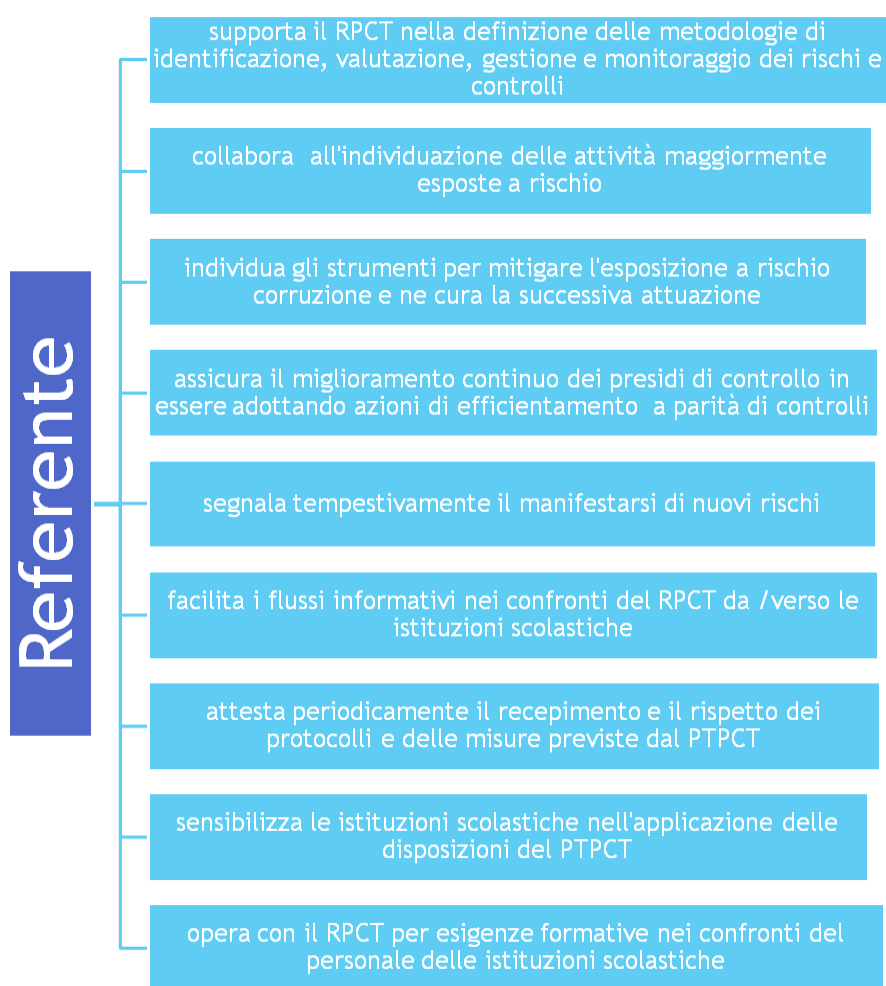 Referente
supporta il RPCT nella definizione delle metodologie di
identificazione, valutazione, gestione e monitoraggio dei rischi e
controlli
collabora  all'individuazione delle attività maggiormente
esposte a rischio
individua gli strumenti per mitigare l'esposizione a rischio
corruzione e ne cura la successiva attuazione
assicura il miglioramento continuo dei presidi di controllo in
essere adottando azioni di efficientamento  a parità di controlli
segnala tempestivamente il manifestarsi di nuovi rischi
facilita i flussi informativi nei confronti del RPCT da /verso le
istituzioni scolastiche
attesta periodicamente il recepimento e il rispetto dei
protocolli e delle misure previste dal PTPCT
sensibilizza le istituzioni scolastiche nell'applicazione delle
disposizioni del PTPCT
opera con il RPCT per esigenze formative nei confronti del
personale delle istituzioni scolastiche